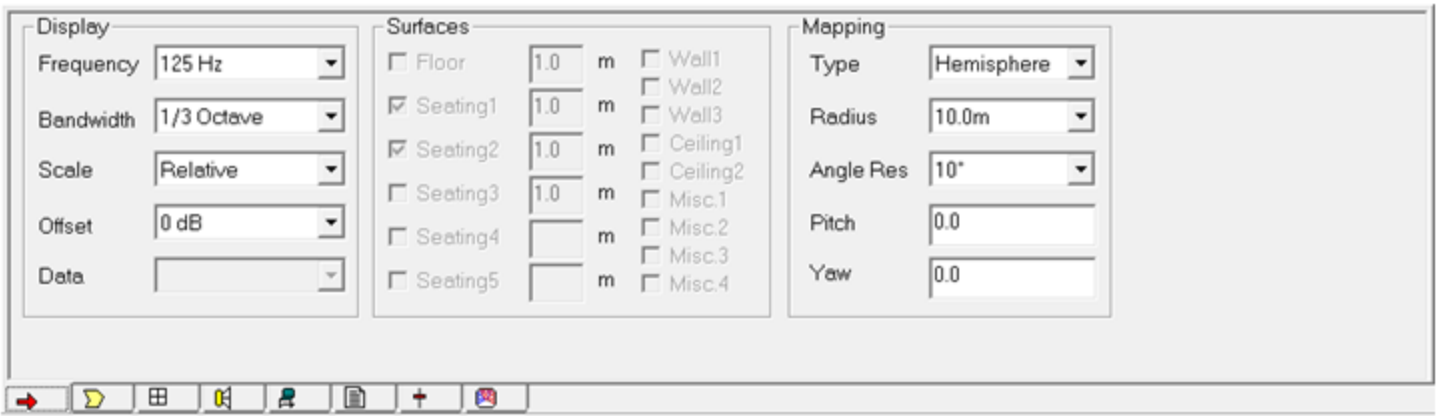 Display
Frequency 125 Hz
Bandwidth 1/3 Octave
Scale Relative
Offset 0 dB
Data
Surfaces
Floor 1.0 m
Seating1 1.0 m
Seating2 1.0 m
Seating3 1.0 m
Seating4 m
Seating5 m
Wall1
Wall2
Wall3
Ceiling1
Ceiling2
Misc.1
Misc.2
Misc.3
Misc.4
Mapping
Type Hemisphere
Radius 10.0m
Angle Res 10°
Pitch 0.0
Yaw 0.0